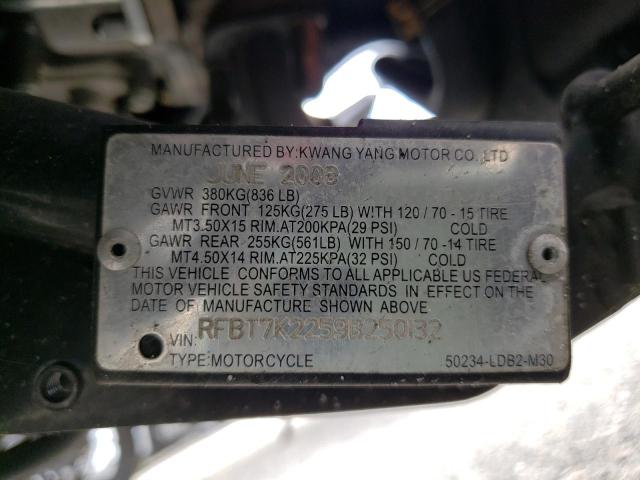 MANUFACTURED BY:KWANG YANG MOTOR CO. LTD
JUNE 2008
GVWR 380KG(836 LB)
GAWR FRONT 125KG(275 LB) WITH 120 / 70 - 15 TIRE
MT3.50X15 RIM.AT200KPA(29 PSI) COLD
GAWR REAR 255KG(561LB) WITH 150 / 70 -14 TIRE
MT4.50X14 RIM.AT225KPA(32 PSI) COLD
THIS VEHICLE CONFORMS TO ALL APPLICABLE US FEDERAL
MOTOR VEHICLE SAFETY STANDARDS IN EFFECT ON THE
DATE OF MANUFACTURE SHOWN ABOVE
VIN: RFBT7K2259B250132
TYPE:MOTORCYCLE 50234-LDB2-M30